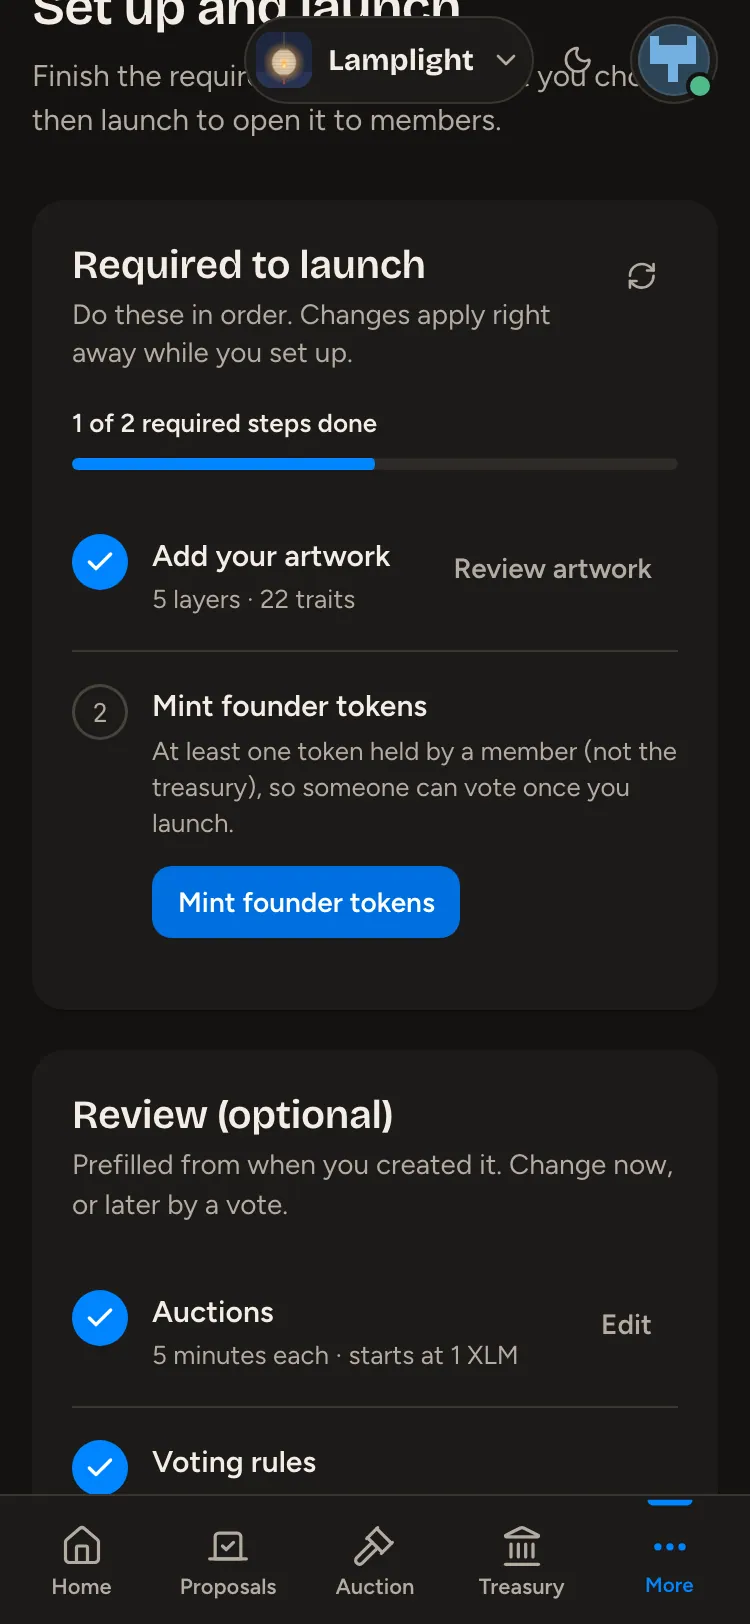 Set up and launch
Lamplight
Finish the you
then launch to open it to members.
Required to launch
Do these in order. Changes apply right
away while you set up.
1 of 2 required steps done
Add your artwork
5 layers · 22 traits
Review artwork
2
Mint founder tokens
At least one token held by a member (not the
treasury), so someone can vote once you
launch.
Mint founder tokens
Review (optional)
Prefilled from when you created it. Change now,
or later by a vote.
Auctions
5 minutes each · starts at 1 XLM
Edit
Voting rules
Home
Proposals
Auction
Treasury
More